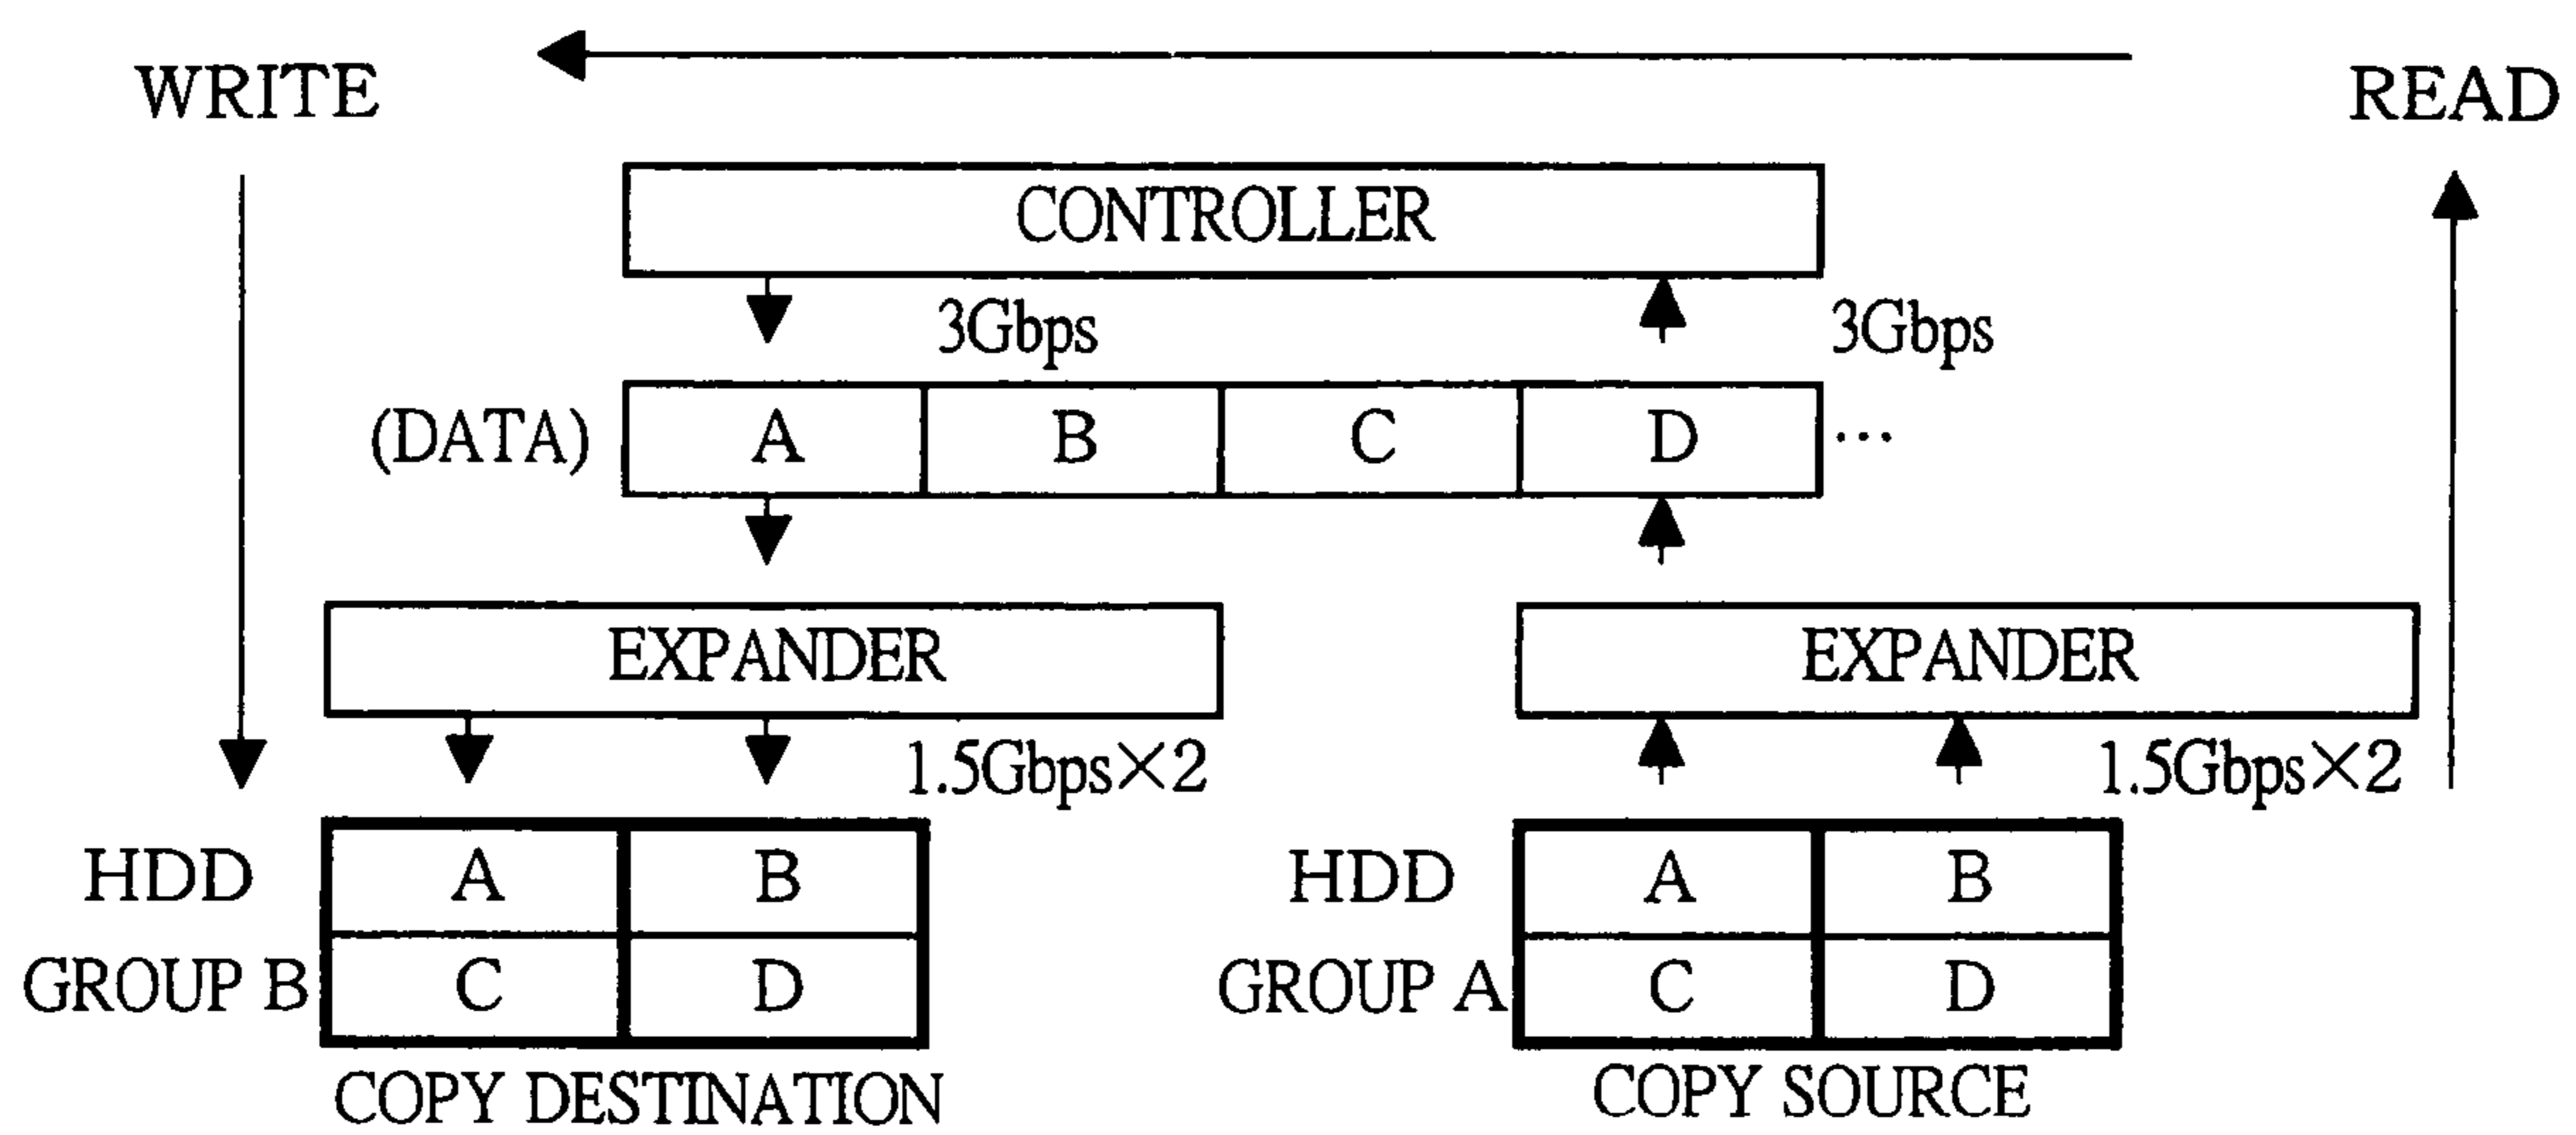 WRITE
READ
CONTROLLER
3Gbps
3Gbps
(DATA) A B C D ...
EXPANDER
EXPANDER
1.5Gbps×2
1.5Gbps×2
HDD A B
GROUP B C D
COPY DESTINATION
HDD A B
GROUP A C D
COPY SOURCE